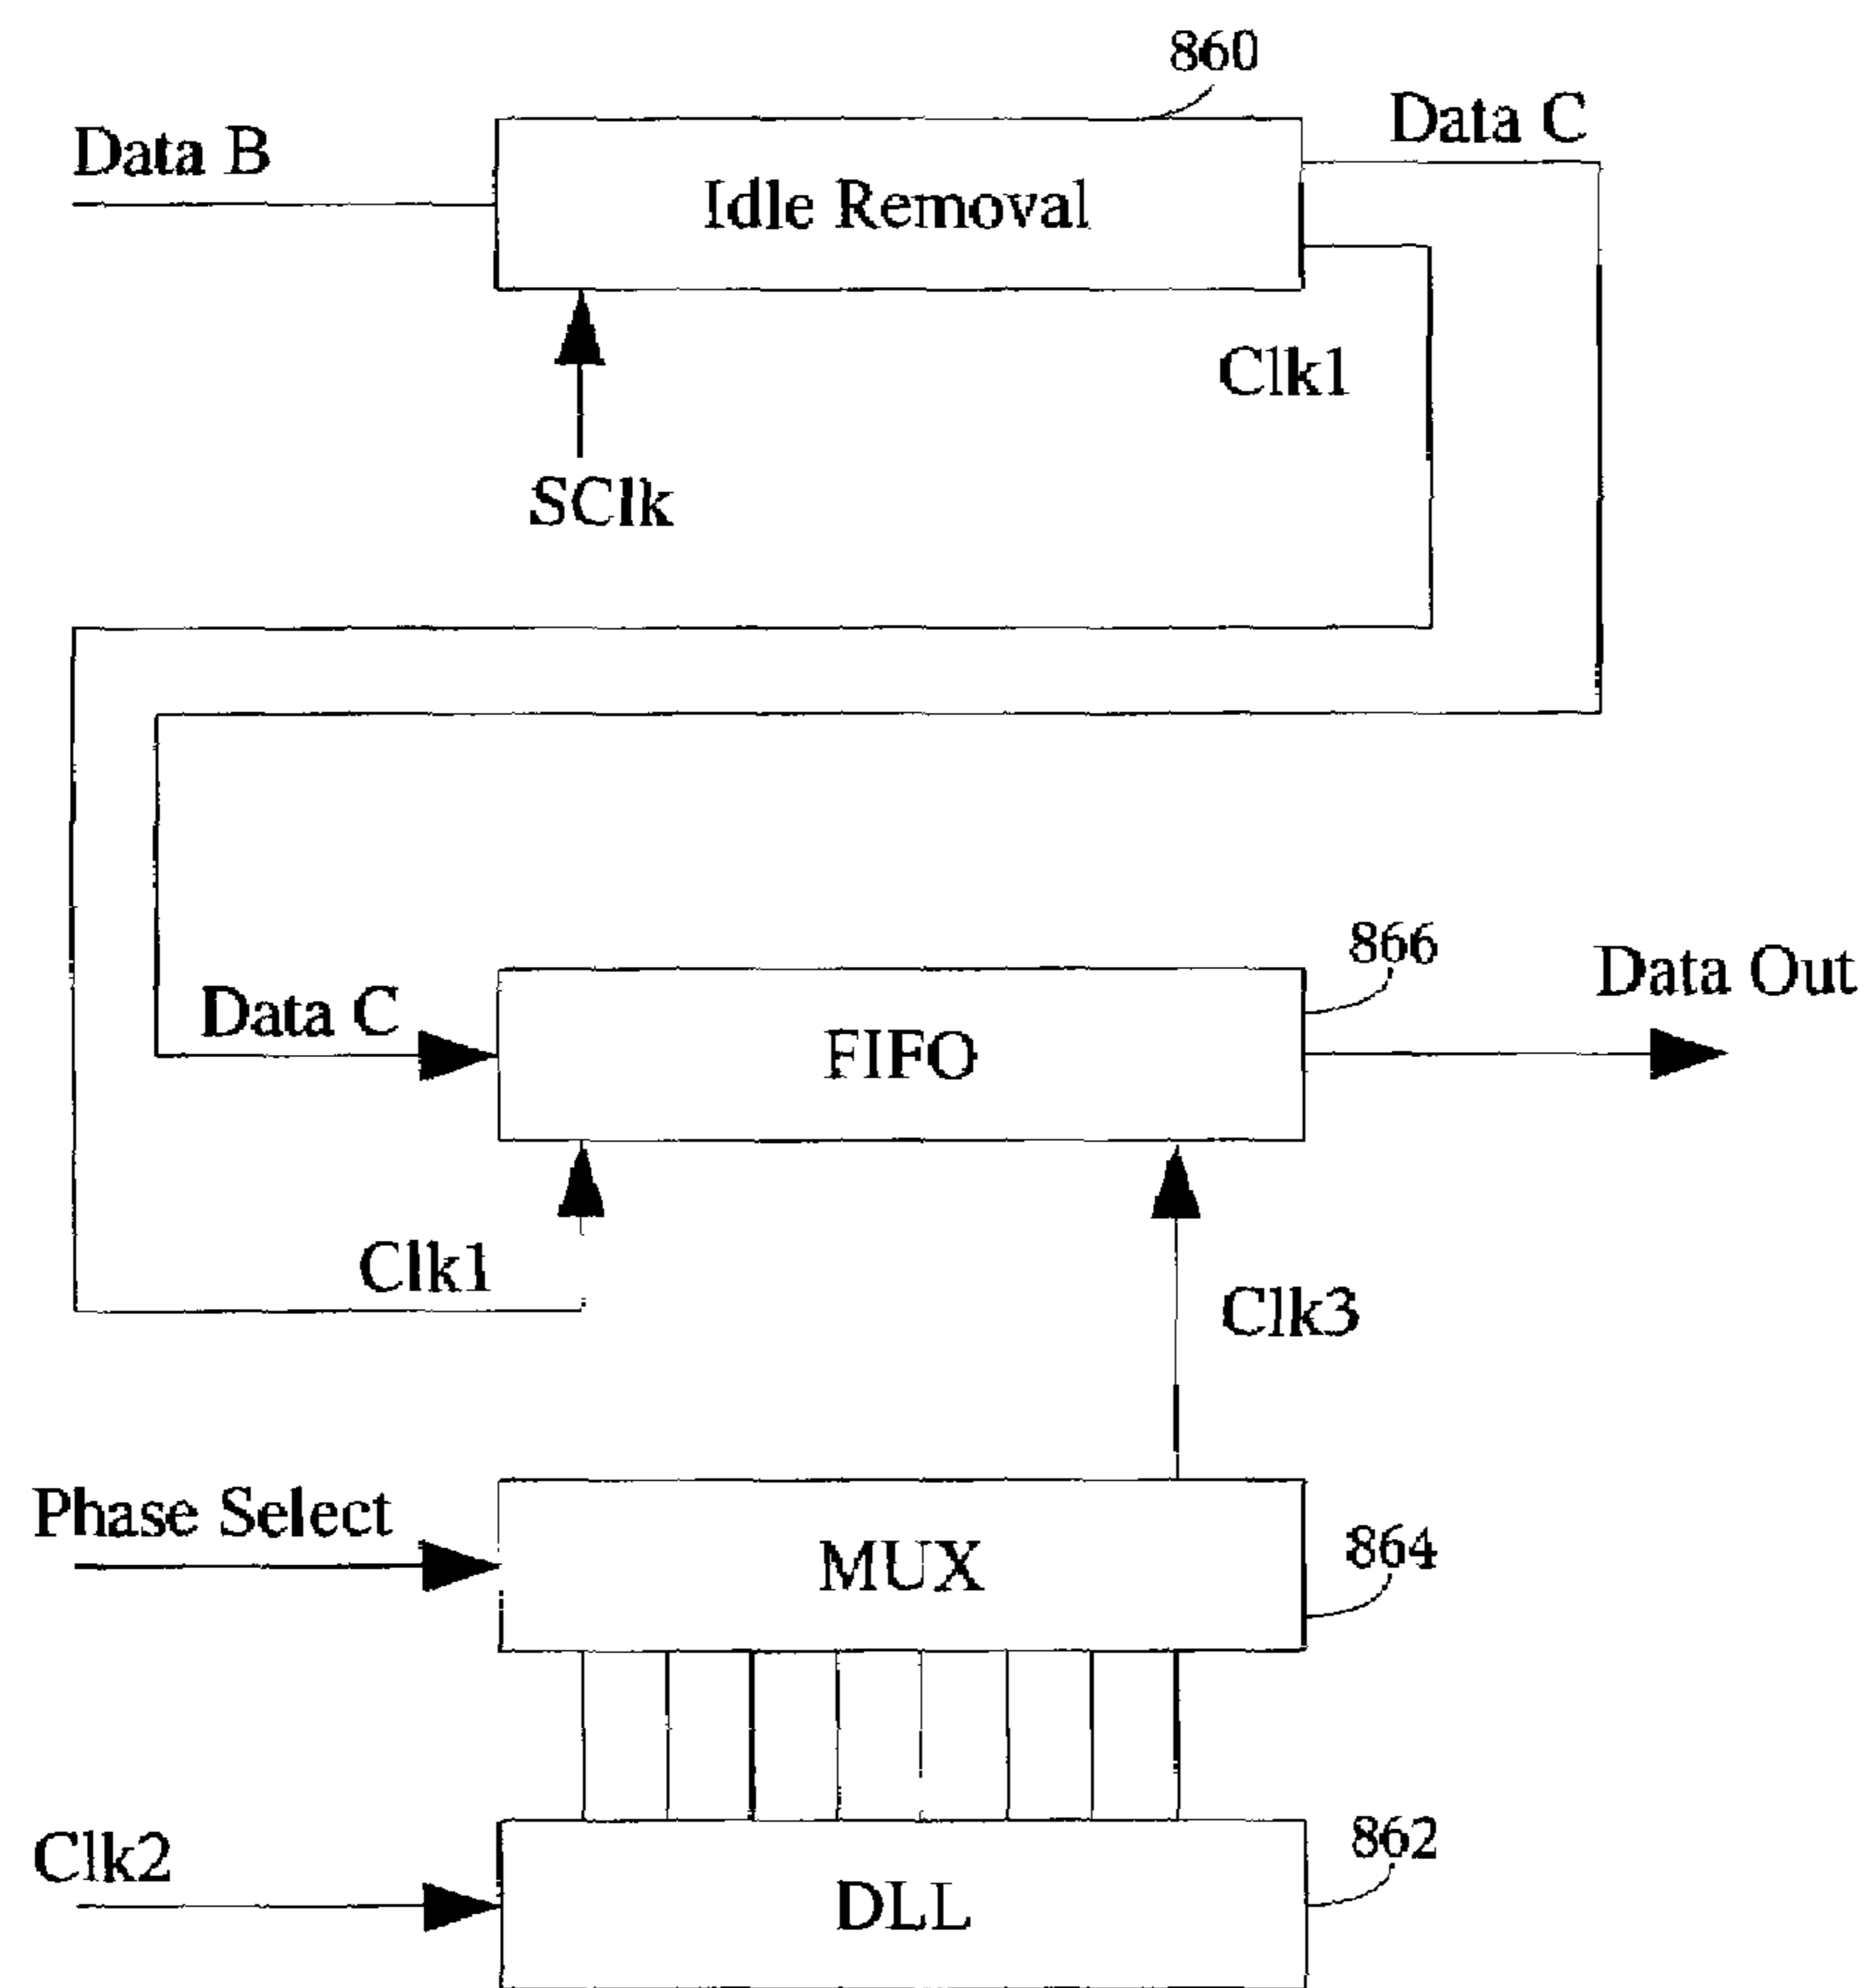 860
Data C
Data B
Idle Removal
Clk1
SClk
866
Data Out
Data C
FIFO
Clk1
Clk3
Phase Select
MUX
864
Clk2
862
DLL